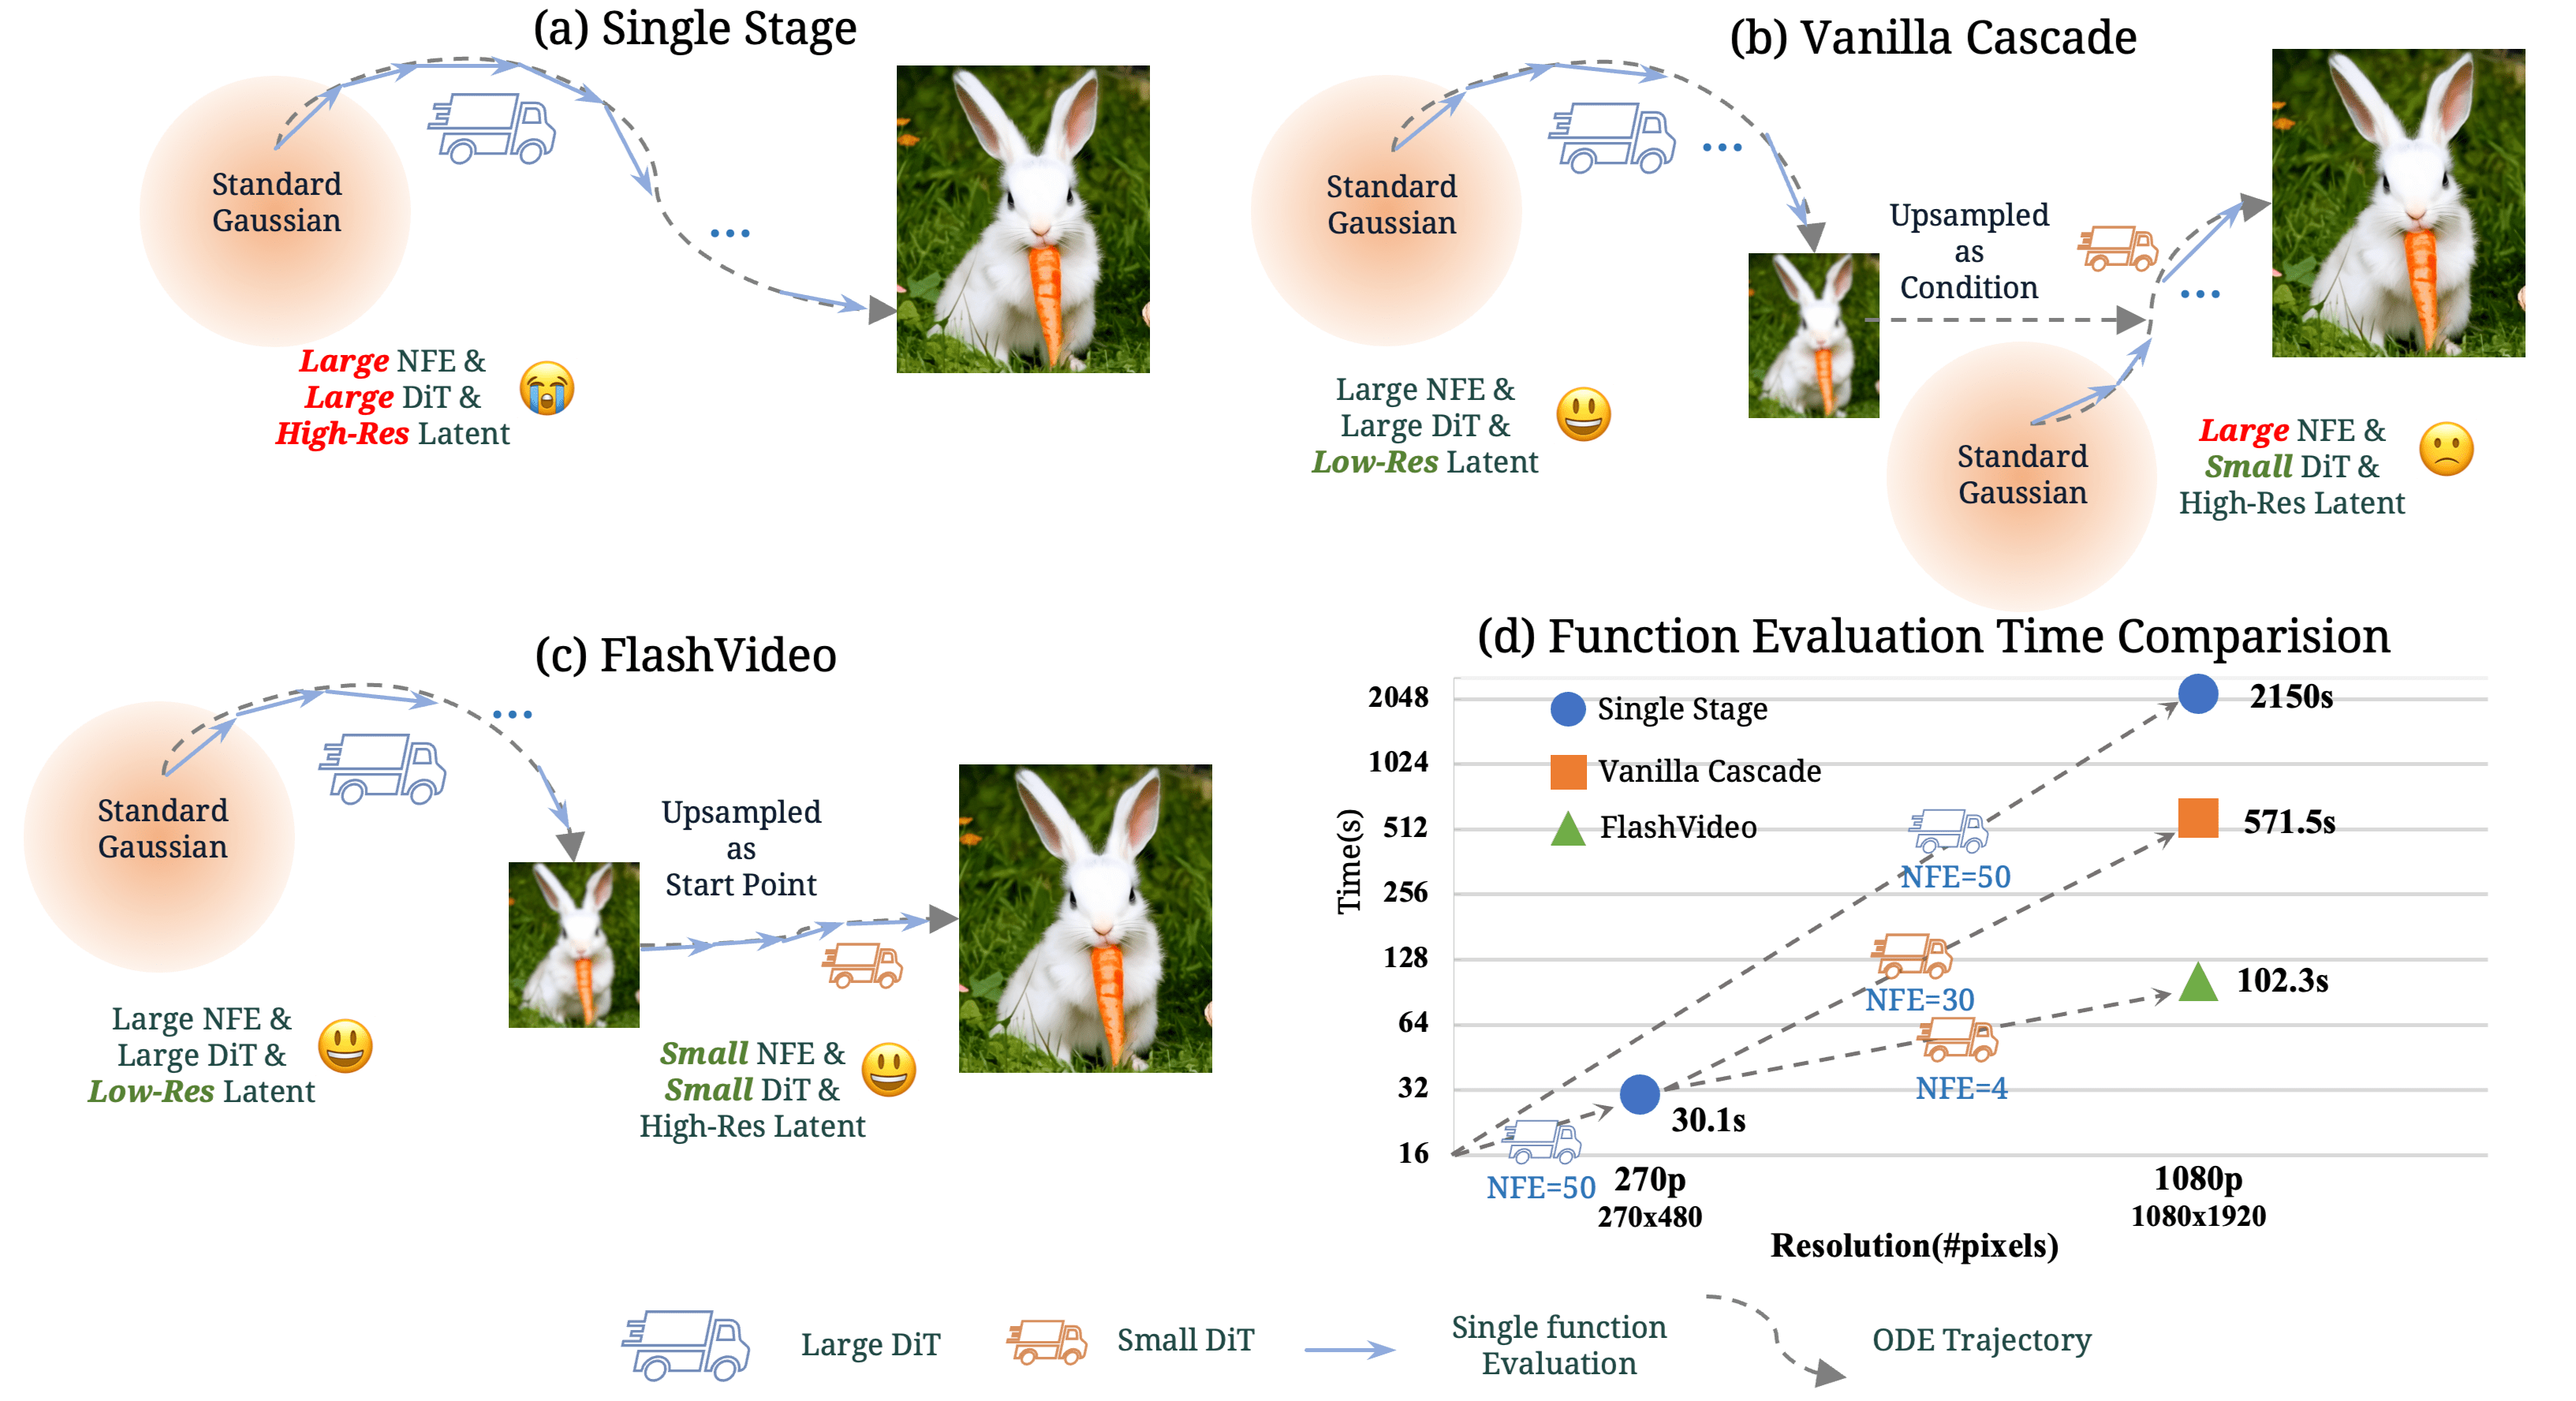 (a) Single Stage
Standard
Gaussian
Large NFE &
Large DiT &
High-Res Latent
(b) Vanilla Cascade
Standard
Gaussian
Large NFE &
Large DiT &
Low-Res Latent
Upsampled
as
Condition
Standard
Gaussian
Large NFE &
Small DiT &
High-Res Latent
(c) FlashVideo
Standard
Gaussian
Large NFE &
Large DiT &
Low-Res Latent
Upsampled
as
Start Point
Small NFE &
Small DiT &
High-Res Latent
(d) Function Evaluation Time Comparision
Time(s)
2048
1024
512
256
128
64
32
16
Single Stage
Vanilla Cascade
FlashVideo
2150s
571.5s
102.3s
30.1s
NFE=50
NFE=30
NFE=4
NFE=50
270p
270x480
1080p
1080x1920
Resolution(#pixels)
Large DiT
Small DiT
Single function
Evaluation
ODE Trajectory